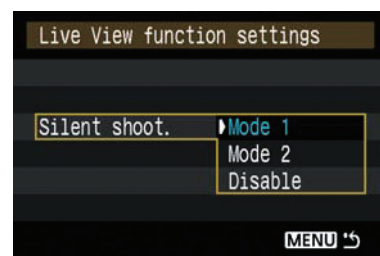 Live View function settings
Silent shoot. Mode 1
Mode 2
Disable
MENU